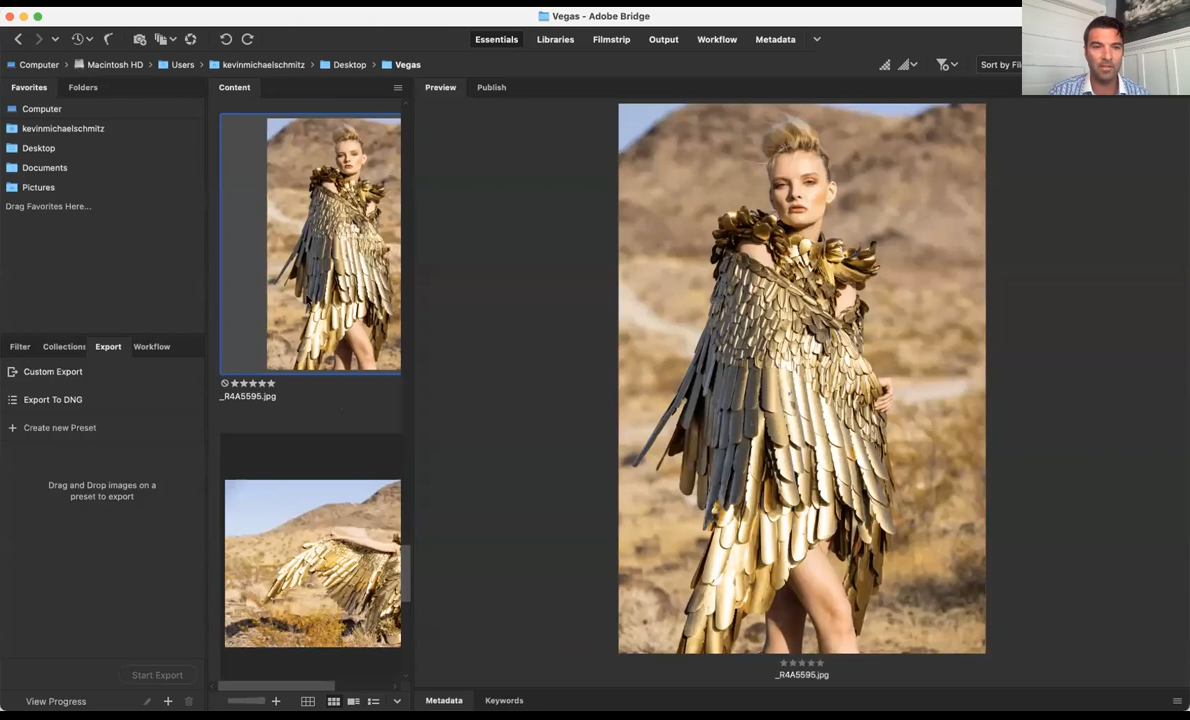 Vegas - Adobe Bridge
Essentials Libraries Filmstrip Output Workflow Metadata
Computer Macintosh HD Users kevinmichaelschmitz Desktop Vegas
Sort by
Favorites Folders
Content
Preview Publish
Computer
kevinmichaelschmitz
Desktop
Documents
Pictures
Drag Favorites Here...
Filter Collections Export Workflow
Custom Export
Export To DNG
Create new Preset
Drag and Drop images on a
preset to export
Start Export
View Progress
_R4A5595.jpg
_R4A5595.jpg
Metadata Keywords